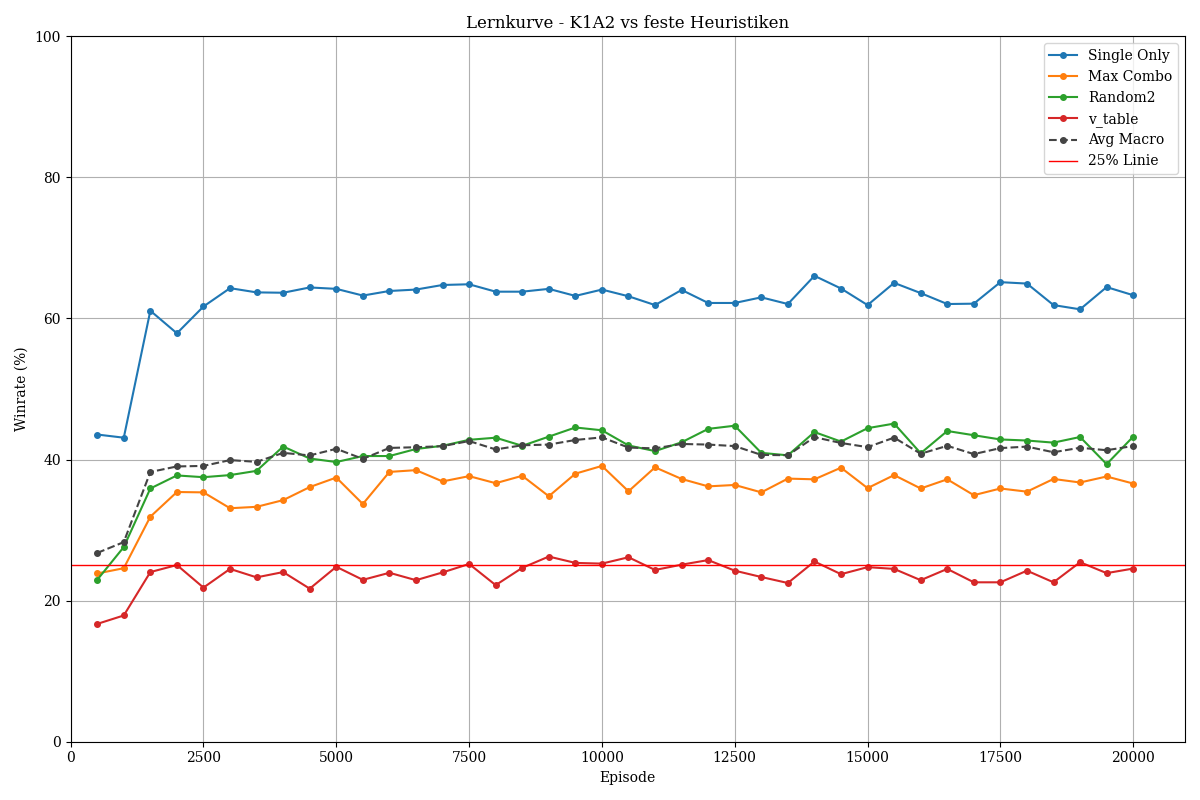 Lernkurve - K1A2 vs feste Heuristiken
100
80
60
40
20
0
Winrate (%)
Single Only
Max Combo
Random2
v_table
Avg Macro
25% Linie
0 2500 5000 7500 10000 12500 15000 17500 20000
Episode